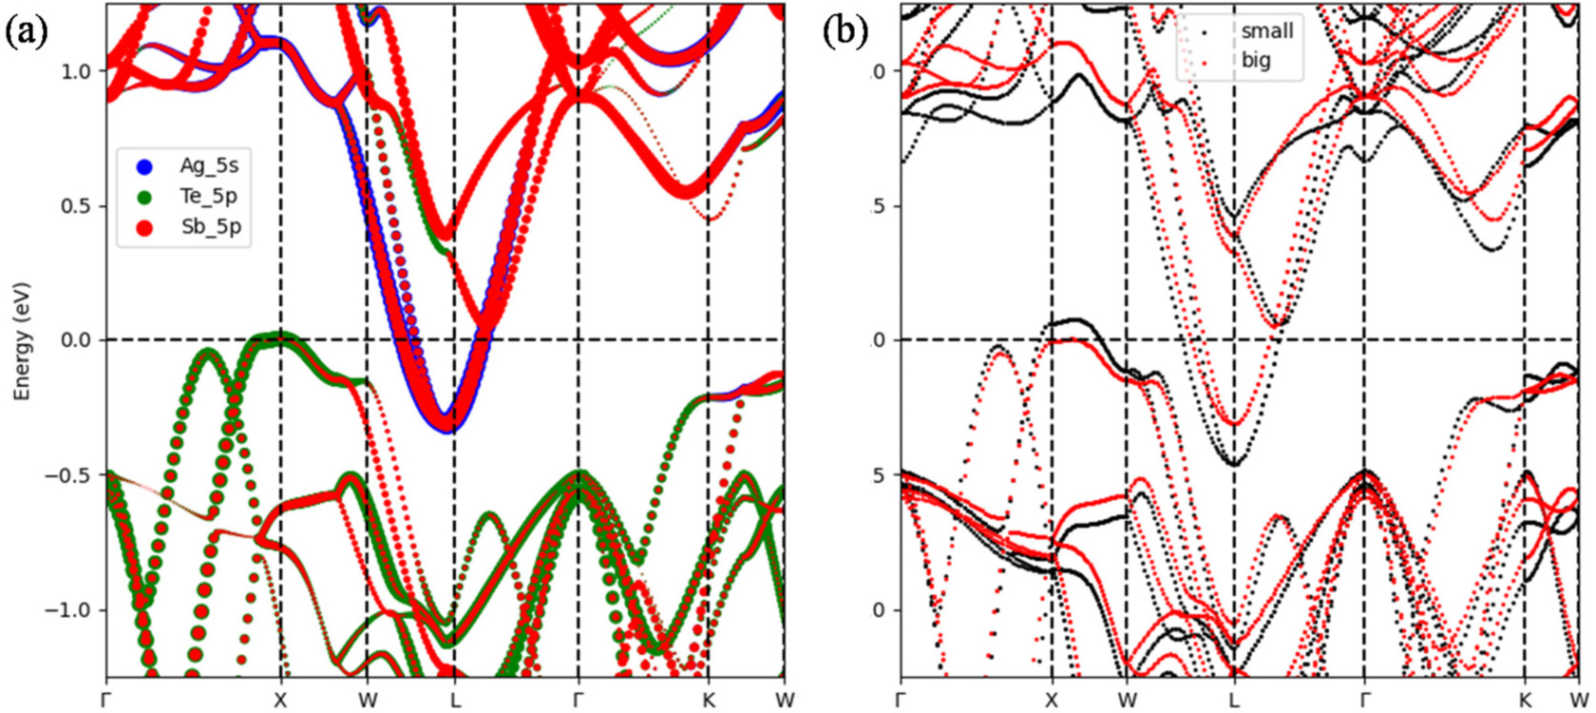 (a)
1.0
0.5
0.0
−0.5
−1.0
Energy (eV)
Ag_5s
Te_5p
Sb_5p
Γ X W L Γ K W
(b)
0
5
0
5
0
small
big
Γ X W L Γ K W